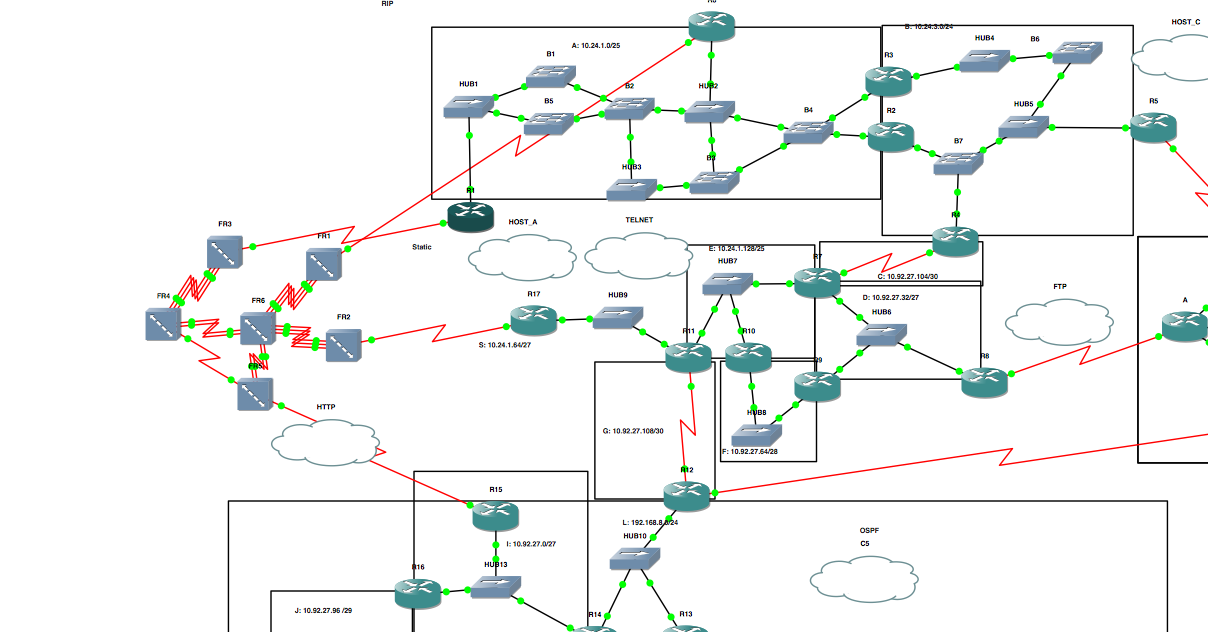 RIP
HOST_C
B: 10.24.3.0/24
HUB4
B6
A: 10.24.1.0/25
B1
R3
HUB1
B5
B2
HUB2
B4
R2
HUB5
R5
B7
HUB3
B3
R1
R4
HOST_A
TELNET
FR3
FR1
Static
E: 10.24.1.128/25
HUB7
R7
C: 10.92.27.104/30
FR4
FR6
R17
HUB9
D: 10.92.27.32/27
FTP
HUB6
A
FR2
S: 10.24.1.64/27
R11
R10
R9
R8
FR5
HTTP
HUB8
G: 10.92.27.108/30
F: 10.92.27.64/28
R12
R15
L: 192.168.8.0/24
HUB10
OSPF
C5
I: 10.92.27.0/27
HUB13
R16
J: 10.92.27.96 /29
R14
R13